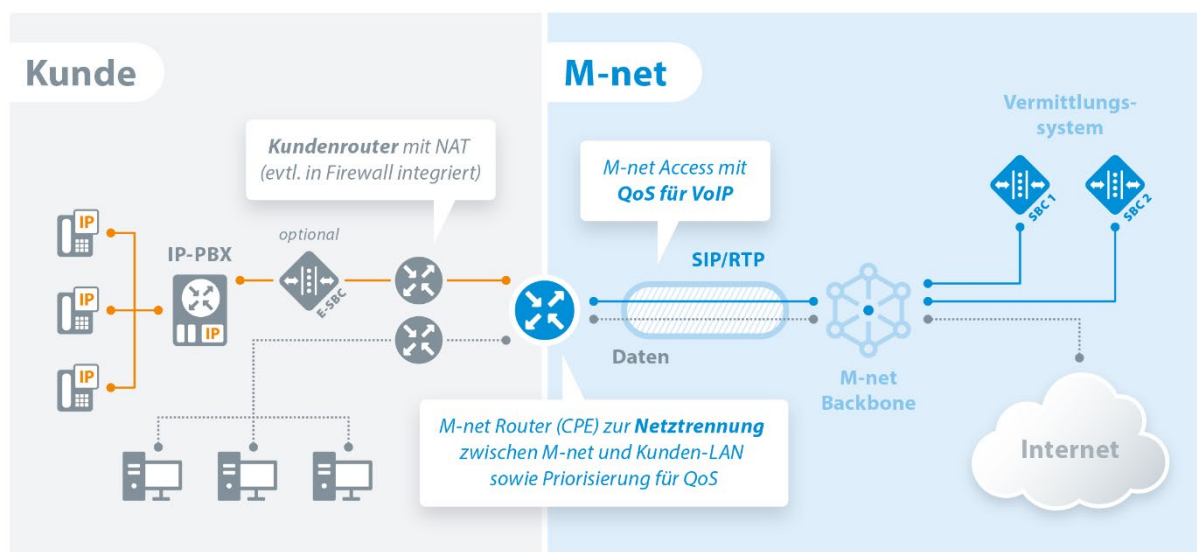 Kunde
M-net
Kundenrouter mit NAT
(evtl. in Firewall integriert)
M-net Access mit
QoS für VoIP
Vermittlungs-
system
SBC 1
SBC 2
IP
IP
IP
IP-PBX
IP
optional
E-SBC
SIP/RTP
Daten
M-net
Backbone
Internet
M-net Router (CPE) zur Netztrennung
zwischen M-net und Kunden-LAN
sowie Priorisierung für QoS